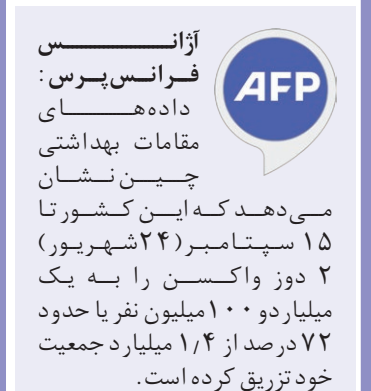 آژانس
AFP
فرانس‌پرس:
داده‌های
مقامات بهداشتی
چین نشان
می‌دهد که این کشور تا
۱۵ سپتامبر (۲۴ شهریور)
۲ دوز واکسن را به یک
میلیارد و ۱۰۰ میلیون نفر یا حدود
۷۲ درصد از ۱٫۴ میلیارد جمعیت
خود تزریق کرده است.